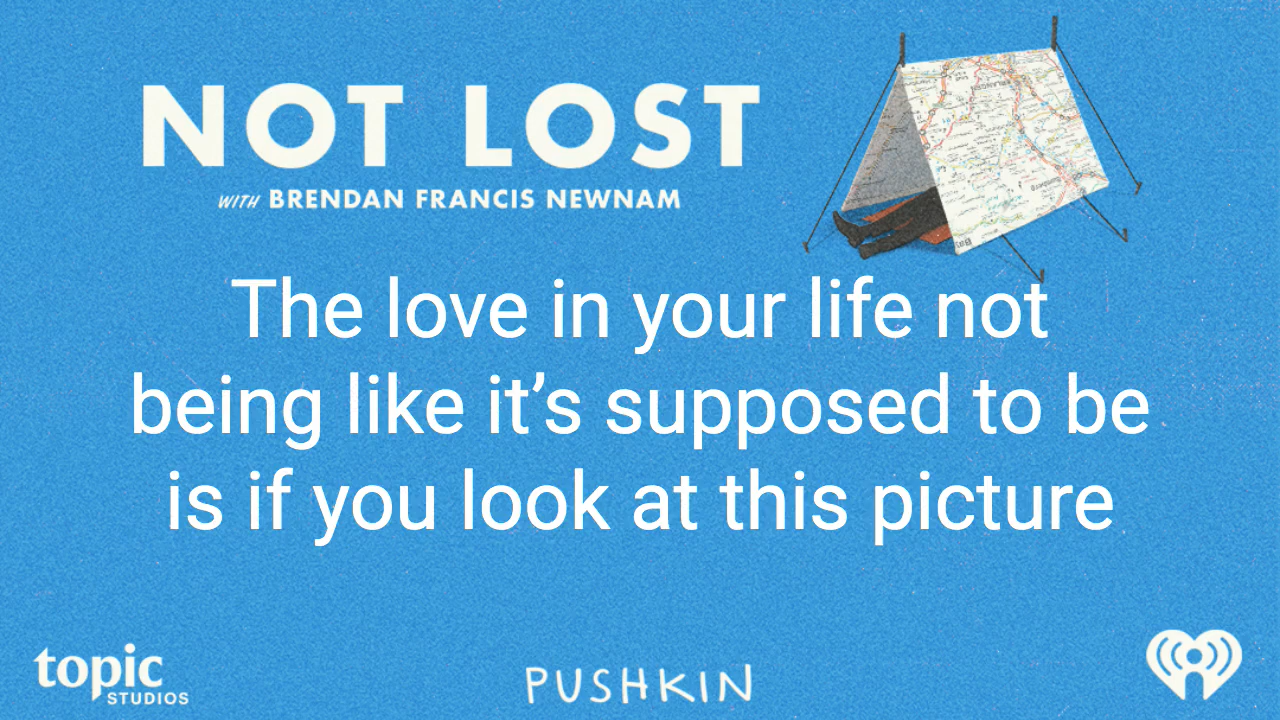 NOT LOST
WITH BRENDAN FRANCIS NEWNAM
The love in your life not
being like it’s supposed to be
is if you look at this picture
topic
STUDIOS
PUSHKIN